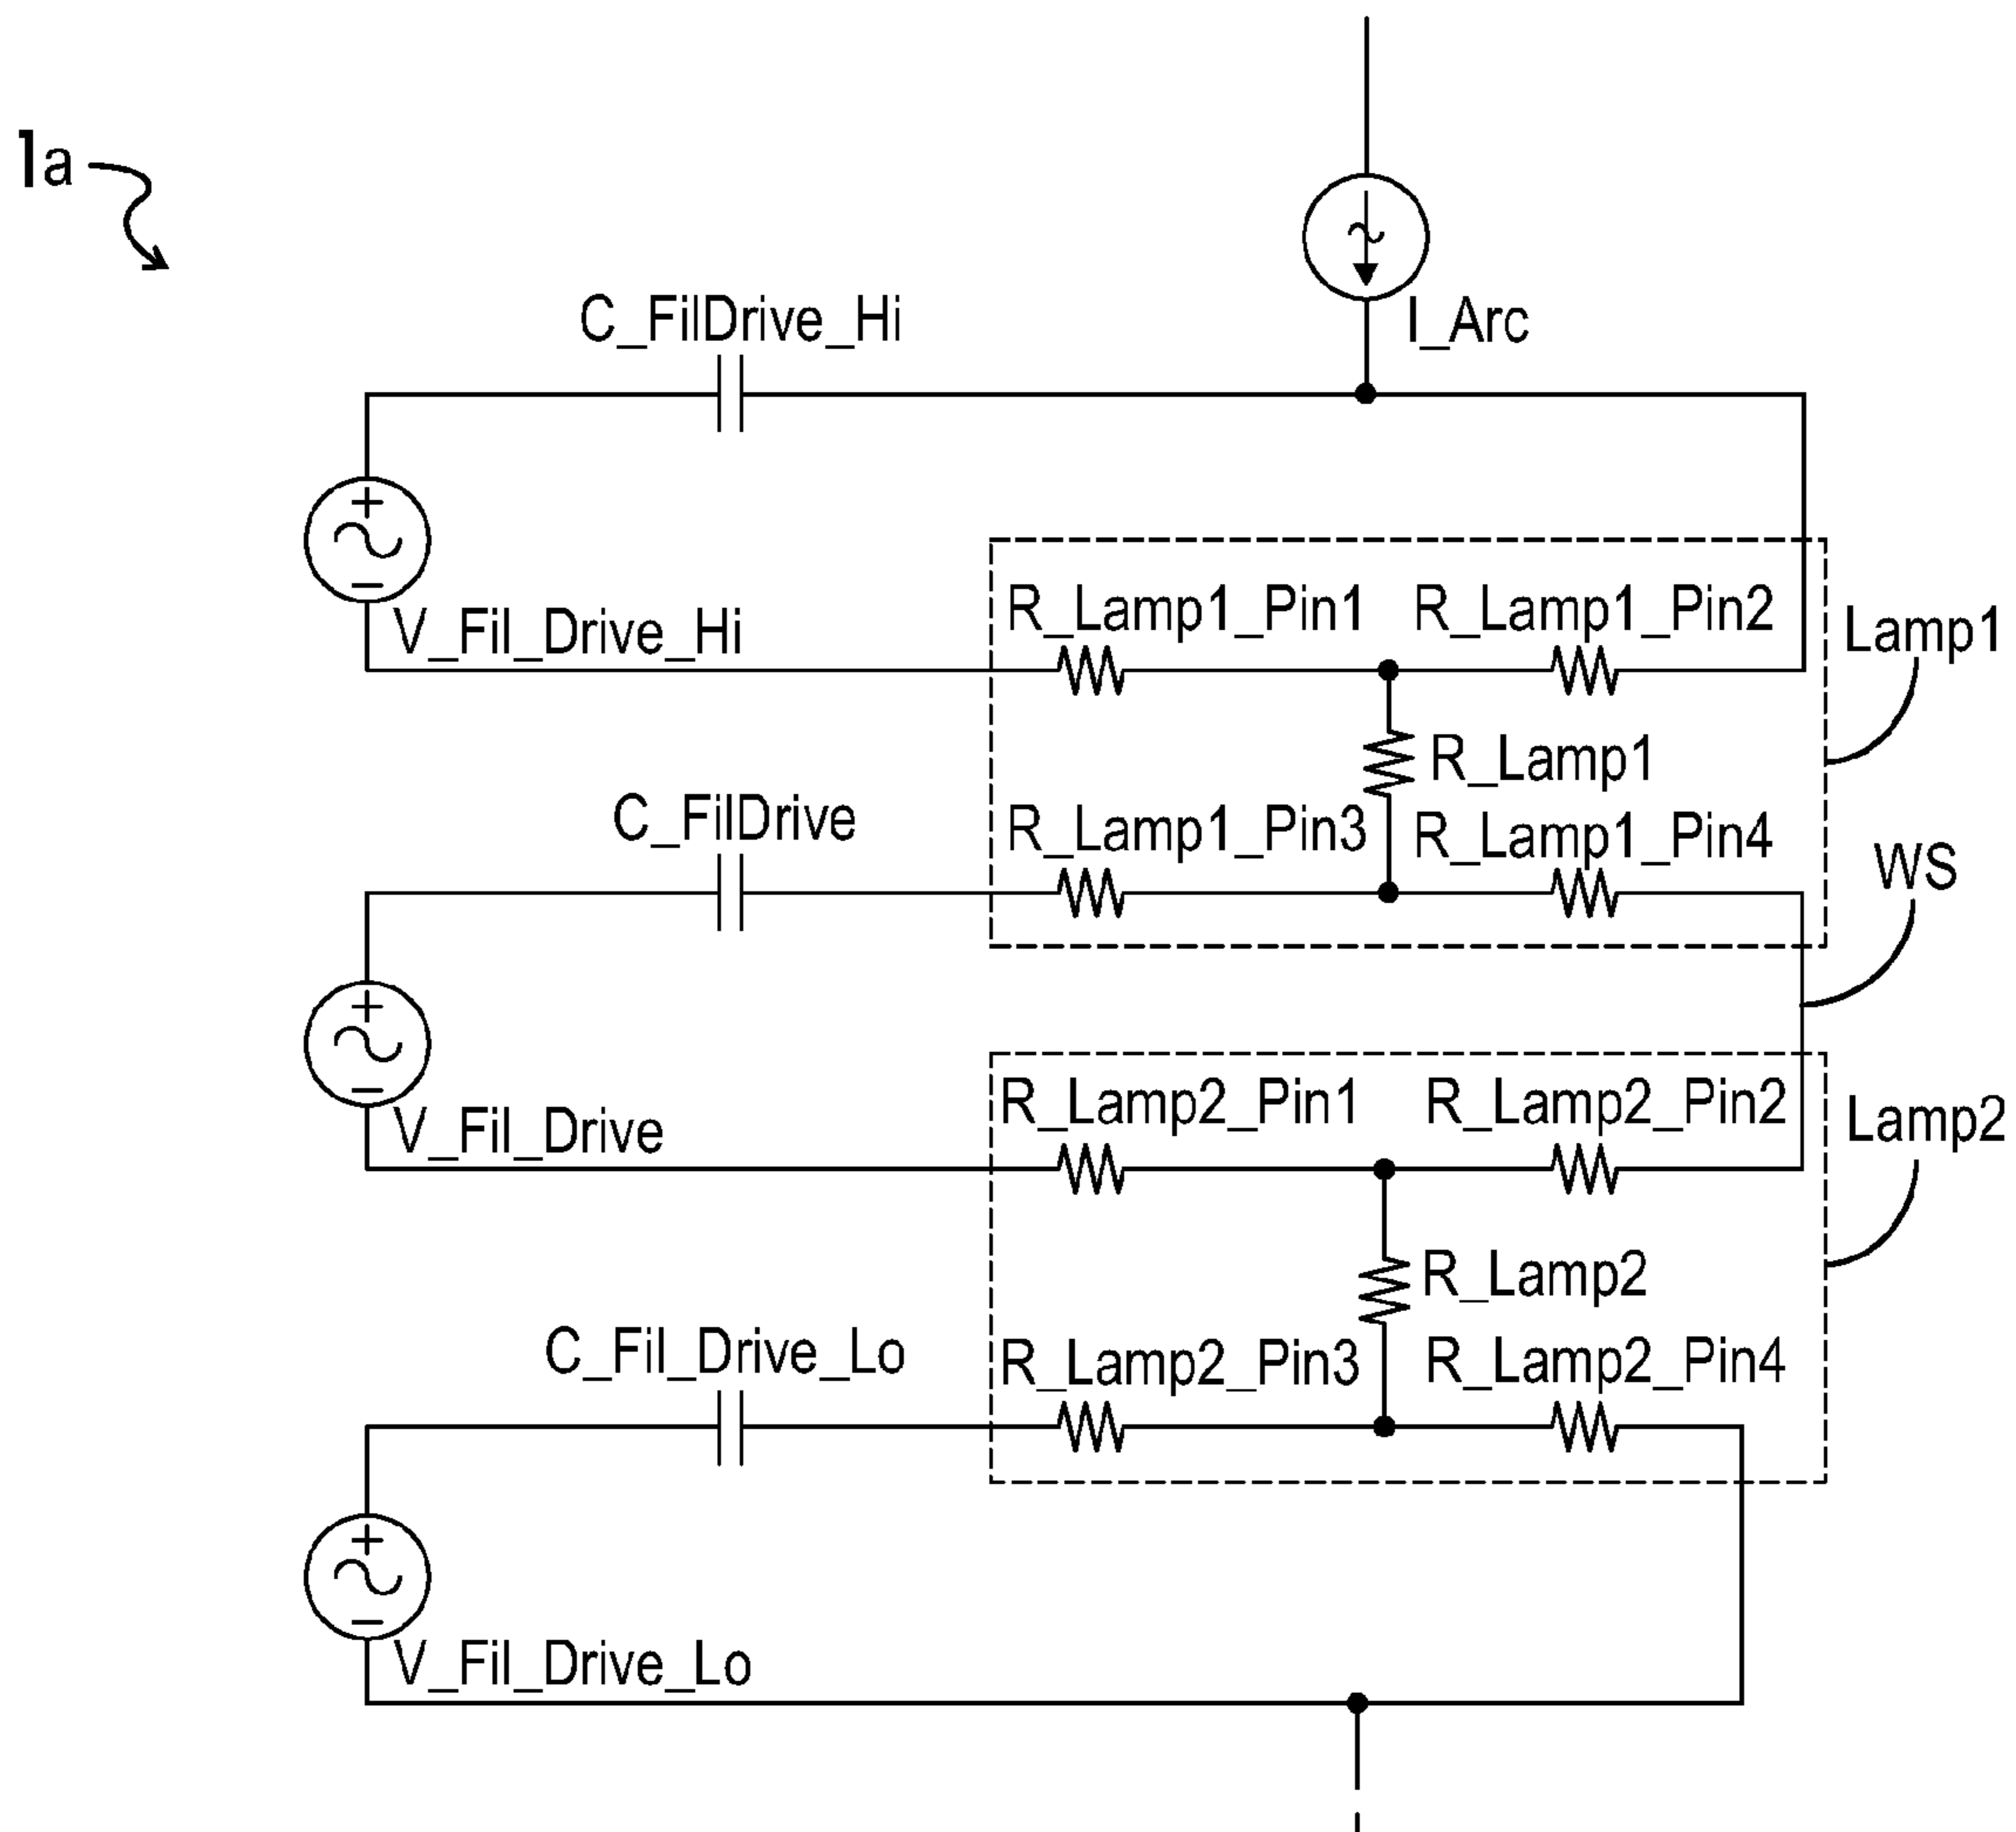 1a
C_FilDrive_Hi
I_Arc
V_Fil_Drive_Hi
R_Lamp1_Pin1
R_Lamp1_Pin2
Lamp1
R_Lamp1
C_FilDrive
R_Lamp1_Pin3
R_Lamp1_Pin4
WS
V_Fil_Drive
R_Lamp2_Pin1
R_Lamp2_Pin2
Lamp2
R_Lamp2
C_Fil_Drive_Lo
R_Lamp2_Pin3
R_Lamp2_Pin4
V_Fil_Drive_Lo